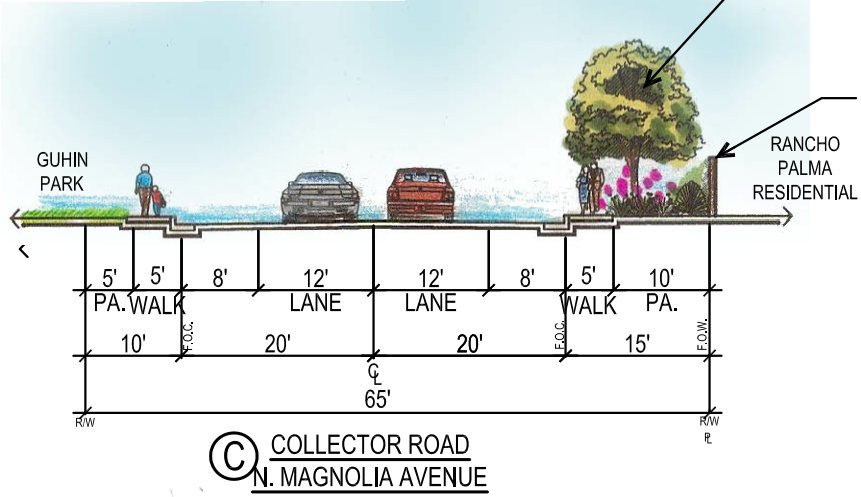 GUHIN
PARK
RANCHO
PALMA
RESIDENTIAL
5' 5' 8' 12' 12' 8' 5' 10'
PA. WALK LANE LANE WALK PA.
F.O.C. F.O.C. F.O.W.
10' 20' 20' 15'
℄
65'
R/W R/W
PL
C COLLECTOR ROAD
N. MAGNOLIA AVENUE